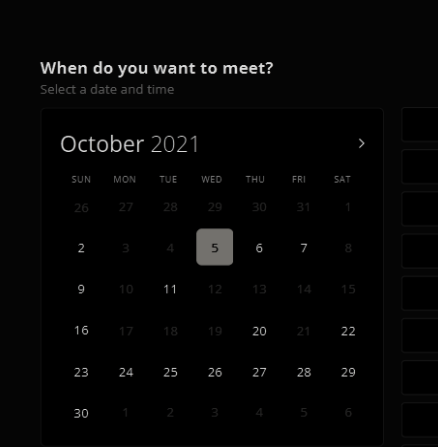 When do you want to meet?
Select a date and time
October 2021
SUN MON TUE WED THU FRI SAT
26 27 28 29 30 31 1
2 3 4 5 6 7 8
9 10 11 12 13 14 15
16 17 18 19 20 21 22
23 24 25 26 27 28 29
30 1 2 3 4 5 6